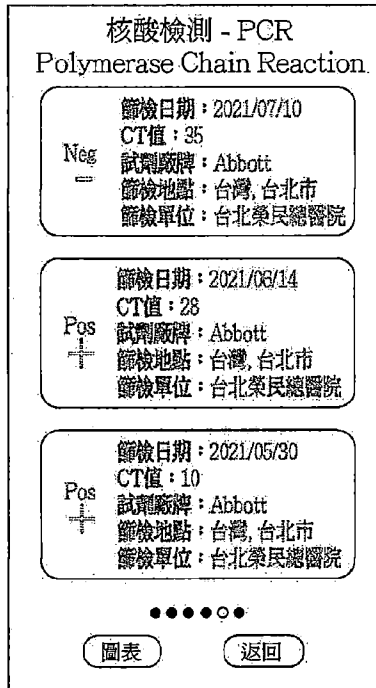 核酸檢測 - PCR
Polymerase Chain Reaction
篩檢日期：2021/07/10
CT值：35
Neg
試劑廠牌：Abbott
篩檢地點：台灣, 台北市
篩檢單位：台北榮民總醫院
篩檢日期：2021/06/14
CT值：28
Pos
試劑廠牌：Abbott
篩檢地點：台灣, 台北市
篩檢單位：台北榮民總醫院
篩檢日期：2021/05/30
CT值：10
Pos
試劑廠牌：Abbott
篩檢地點：台灣, 台北市
篩檢單位：台北榮民總醫院
圖表
返回